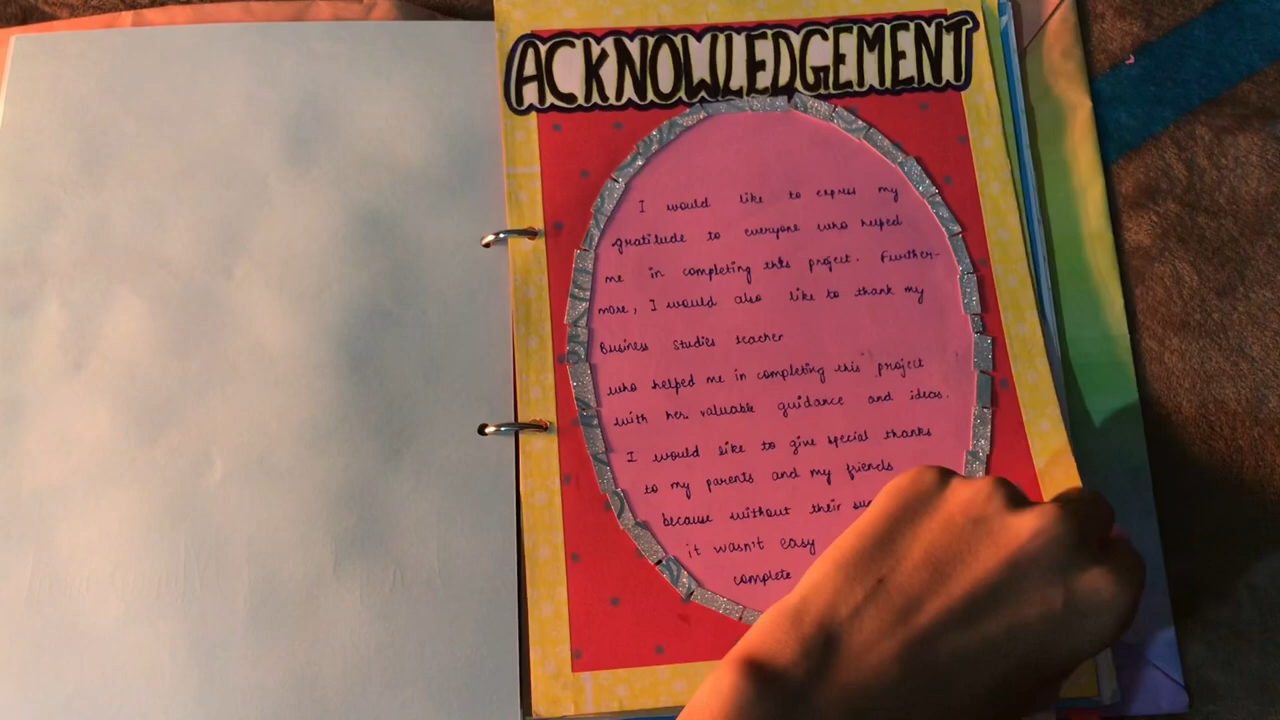 ACKNOWLEDGEMENT
I would like to express my
gratitude to everyone who helped
me in completing this project. Further-
more, I would also like to thank my
Business Studies teacher
who helped me in completing this project
with her valuable guidance and ideas.
I would like to give special thanks
to my parents and my friends
because without their
it wasn't easy
complete